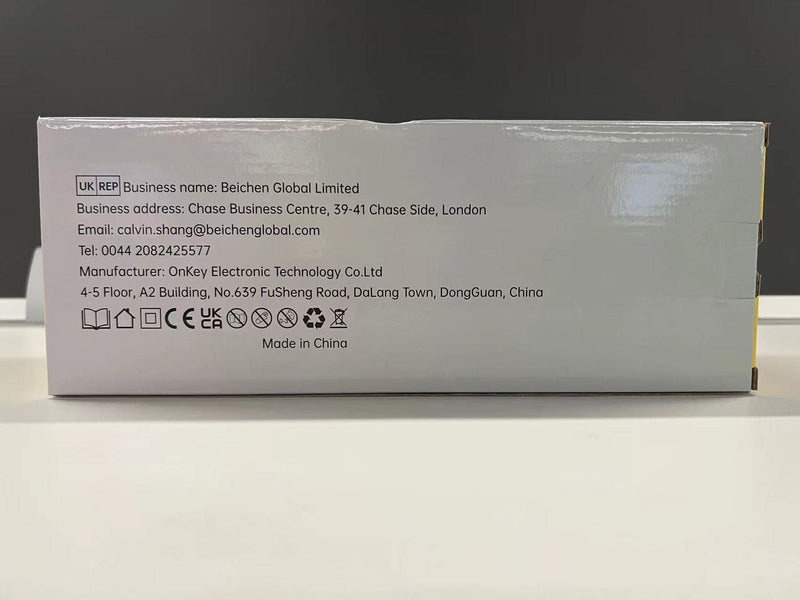 UK REP Business name: Beichen Global Limited
Business address: Chase Business Centre, 39-41 Chase Side, London
Email: calvin.shang@beichenglobal.com
Tel: 0044 2082425577
Manufacturer: OnKey Electronic Technology Co.Ltd
4-5 Floor, A2 Building, No.639 FuSheng Road, DaLang Town, DongGuan, China
CE UKCA
Made in China